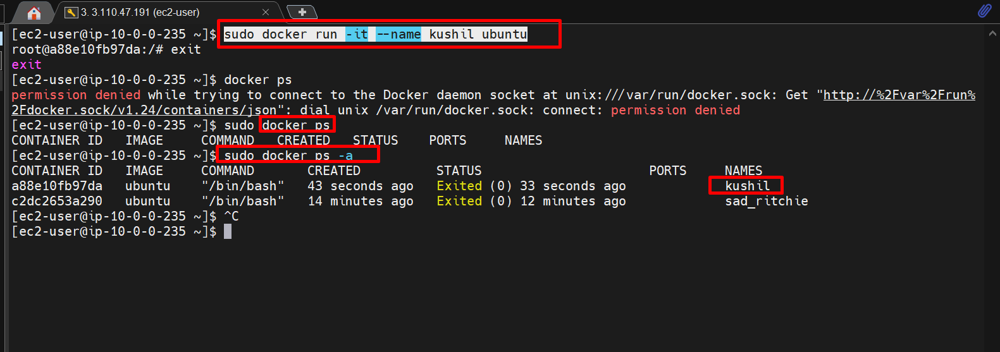 3. 3.110.47.191 (ec2-user)
[ec2-user@ip-10-0-0-235 ~]$ sudo docker run -it --name kushil ubuntu
root@a88e10fb97da:/# exit
exit
[ec2-user@ip-10-0-0-235 ~]$ docker ps
permission denied while trying to connect to the Docker daemon socket at unix:///var/run/docker.sock: Get "http://%2Fvar%2Frun%
2Fdocker.sock/v1.24/containers/json": dial unix /var/run/docker.sock: connect: permission denied
[ec2-user@ip-10-0-0-235 ~]$ sudo docker ps
CONTAINER ID   IMAGE     COMMAND   CREATED   STATUS    PORTS     NAMES
[ec2-user@ip-10-0-0-235 ~]$ sudo docker ps -a
CONTAINER ID   IMAGE     COMMAND       CREATED          STATUS                      PORTS     NAMES
a88e10fb97da   ubuntu    "/bin/bash"   43 seconds ago   Exited (0) 33 seconds ago             kushil
c2dc2653a290   ubuntu    "/bin/bash"   14 minutes ago   Exited (0) 12 minutes ago             sad_ritchie
[ec2-user@ip-10-0-0-235 ~]$ ^C
[ec2-user@ip-10-0-0-235 ~]$